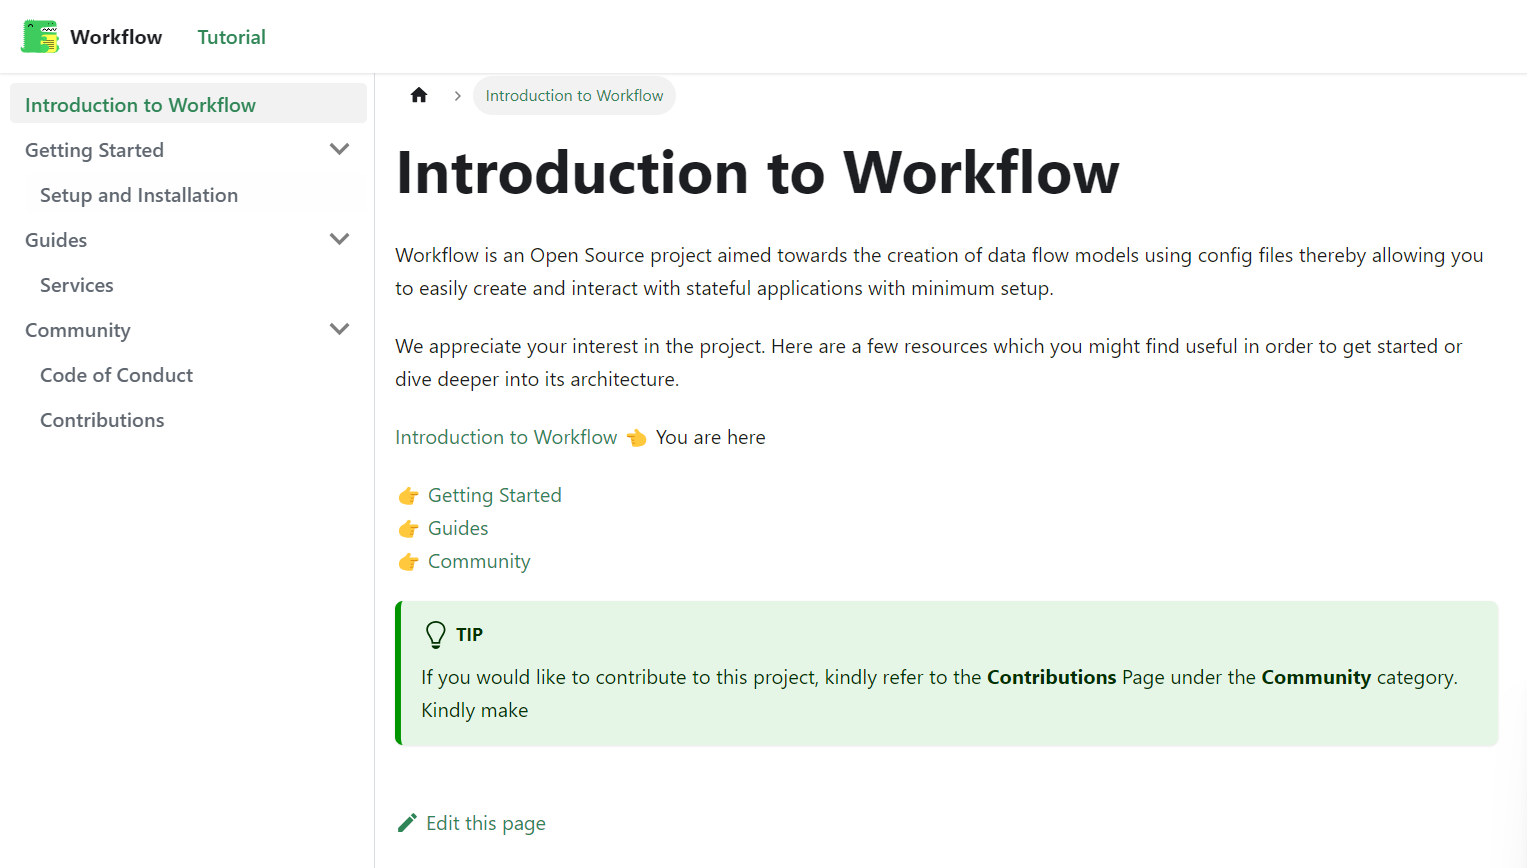 Workflow Tutorial
Introduction to Workflow
Getting Started
Setup and Installation
Guides
Services
Community
Code of Conduct
Contributions
Introduction to Workflow
Introduction to Workflow
Workflow is an Open Source project aimed towards the creation of data flow models using config files thereby allowing you
to easily create and interact with stateful applications with minimum setup.
We appreciate your interest in the project. Here are a few resources which you might find useful in order to get started or
dive deeper into its architecture.
Introduction to Workflow 👈 You are here
👉 Getting Started
👉 Guides
👉 Community
TIP
If you would like to contribute to this project, kindly refer to the Contributions Page under the Community category.
Kindly make
Edit this page